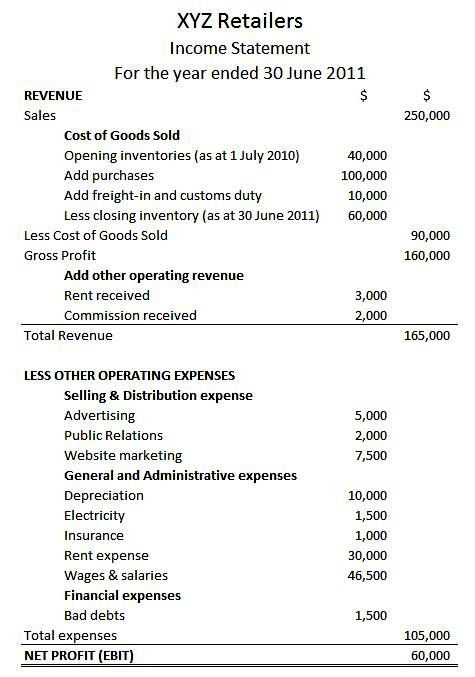 XYZ Retailers
Income Statement
For the year ended 30 June 2011
REVENUE $ $
Sales 250,000
Cost of Goods Sold
Opening inventories (as at 1 July 2010) 40,000
Add purchases 100,000
Add freight-in and customs duty 10,000
Less closing inventory (as at 30 June 2011) 60,000
Less Cost of Goods Sold 90,000
Gross Profit 160,000
Add other operating revenue
Rent received 3,000
Commission received 2,000
Total Revenue 165,000
LESS OTHER OPERATING EXPENSES
Selling & Distribution expense
Advertising 5,000
Public Relations 2,000
Website marketing 7,500
General and Administrative expenses
Depreciation 10,000
Electricity 1,500
Insurance 1,000
Rent expense 30,000
Wages & salaries 46,500
Financial expenses
Bad debts 1,500
Total expenses 105,000
NET PROFIT (EBIT) 60,000